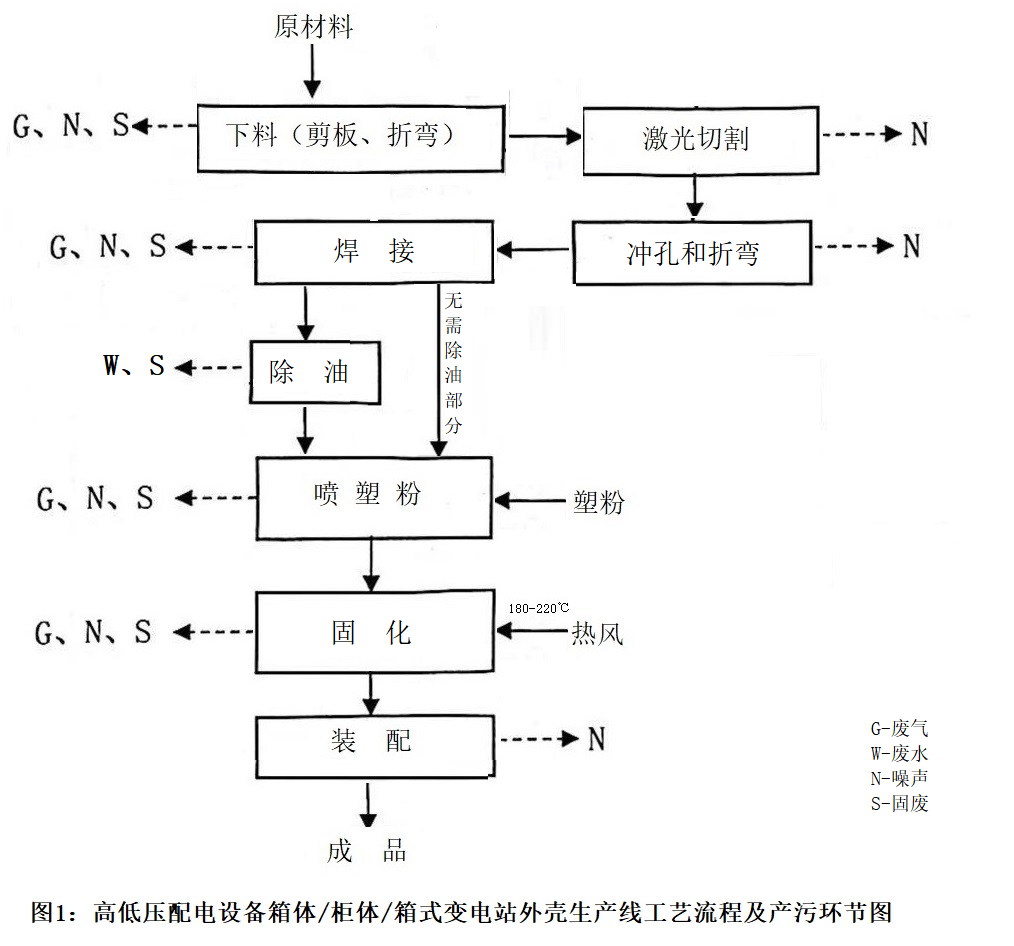 原材料
G、N、S
下料（剪板、折弯）
激光切割
N
G、N、S
焊 接
冲孔和折弯
N
无需除油部分
W、S
除 油
G、N、S
喷 塑 粉
塑粉
G、N、S
固 化
180-220℃
热风
装 配
N
成 品
G-废气
W-废水
N-噪声
S-固废
图1：高低压配电设备箱体/柜体/箱式变电站外壳生产线工艺流程及产污环节图